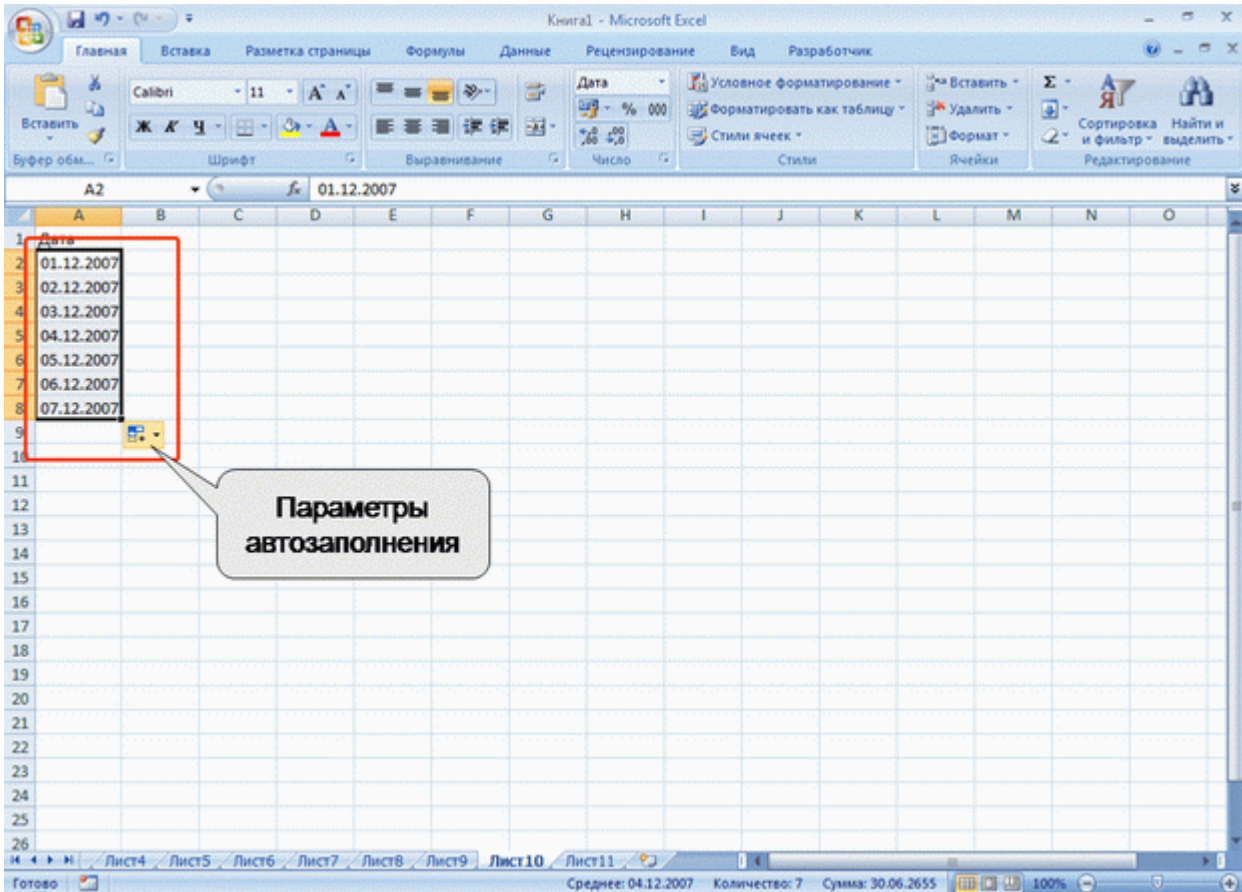 Книга1 - Microsoft Excel
Главная Вставка Разметка страницы Формулы Данные Рецензирование Вид Разработчик
Вставить
Calibri 11
Ж К Ч
Дата
% 000
Условное форматирование
Форматировать как таблицу
Стили ячеек
Вставить
Удалить
Формат
Σ
Сортировка и фильтр
Найти и выделить
Буфер обм... Шрифт Выравнивание Число Стили Ячейки Редактирование
A2 fx 01.12.2007
A B C D E F G H I J K L M N O
1 Дата
2 01.12.2007
3 02.12.2007
4 03.12.2007
5 04.12.2007
6 05.12.2007
7 06.12.2007
8 07.12.2007
9
10
11
12
13
14
15
16
17
18
19
20
21
22
23
24
25
26
Параметры
автозаполнения
Лист4 Лист5 Лист6 Лист7 Лист8 Лист9 Лист10 Лист11
Готово Среднее: 04.12.2007 Количество: 7 Сумма: 30.06.2655 100%